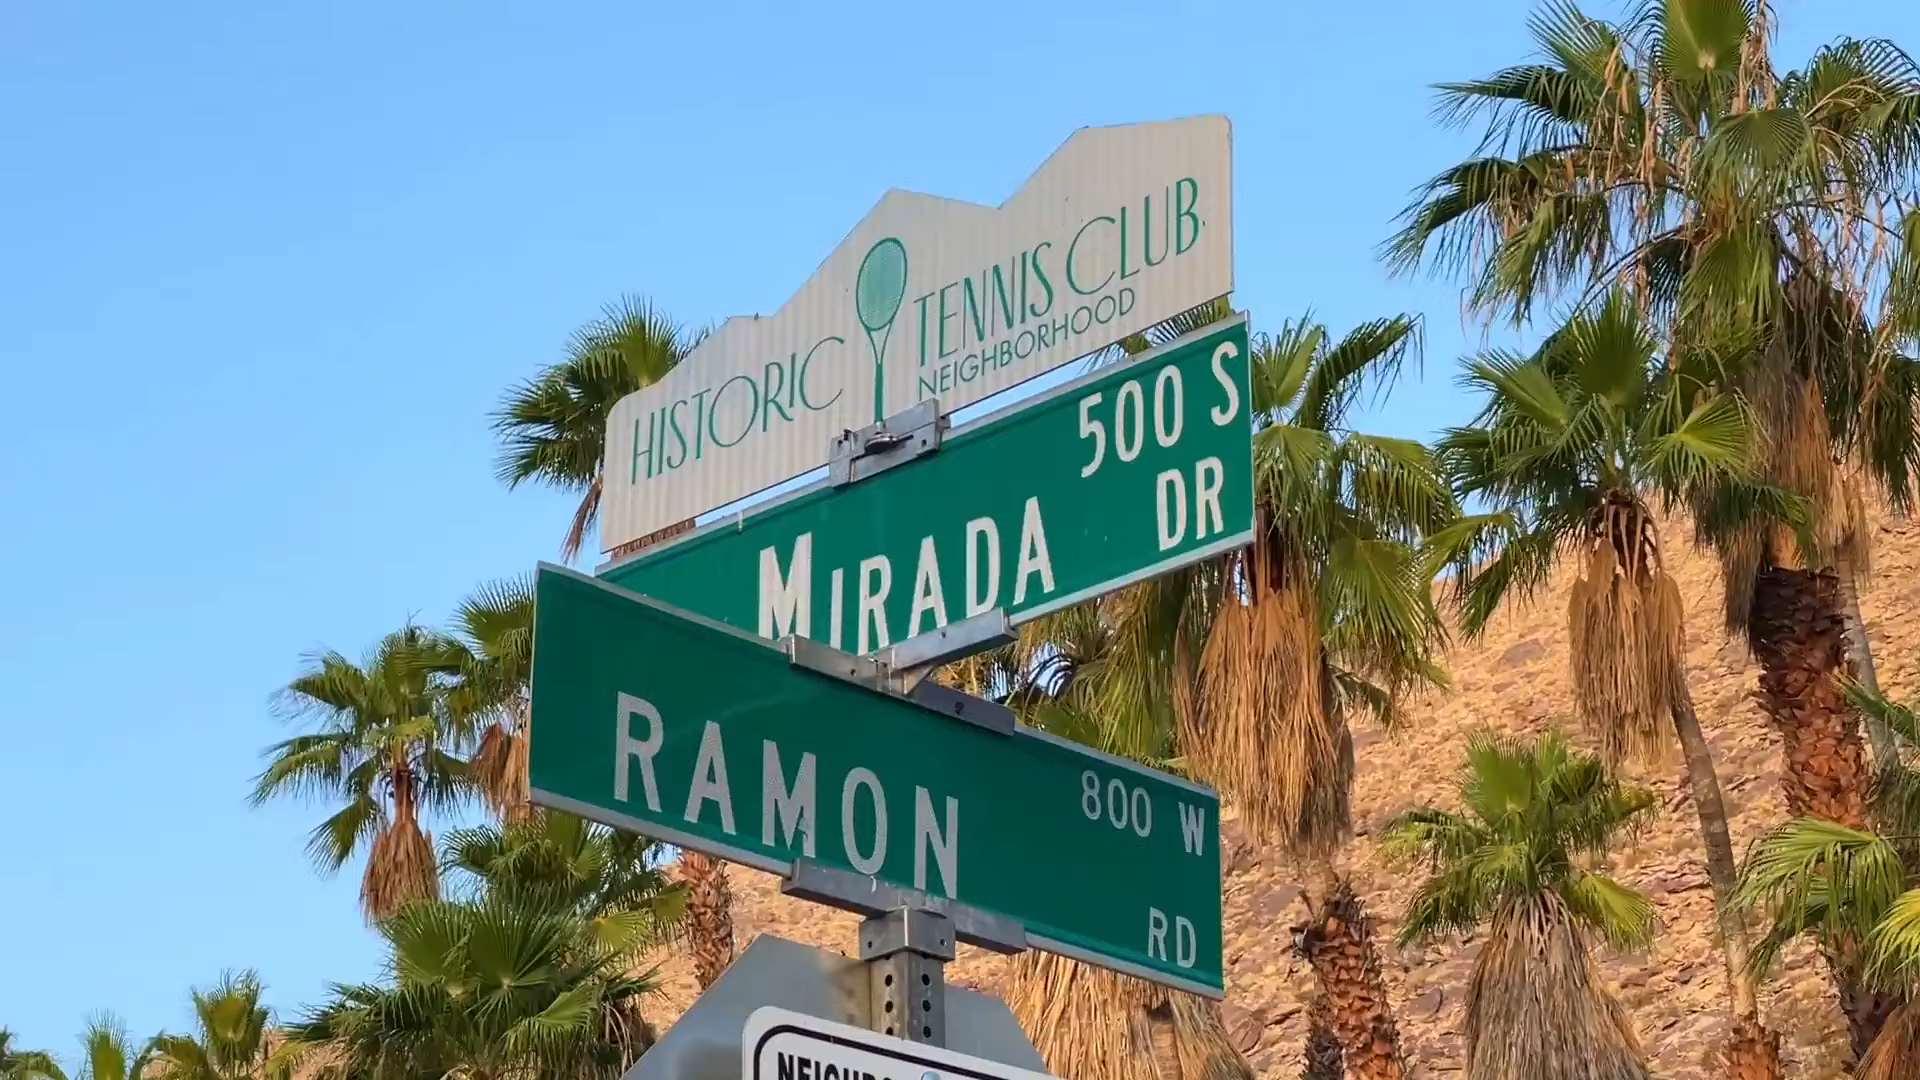 HISTORIC TENNIS CLUB
NEIGHBORHOOD
500 S
MIRADA DR
RAMON 800 W
RD